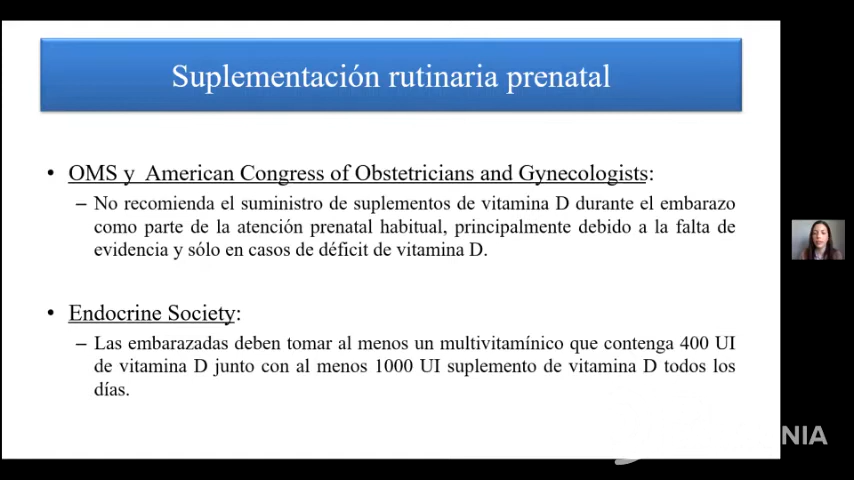 Suplementación rutinaria prenatal
• OMS y American Congress of Obstetricians and Gynecologists:
– No recomienda el suministro de suplementos de vitamina D durante el embarazo
como parte de la atención prenatal habitual, principalmente debido a la falta de
evidencia y sólo en casos de déficit de vitamina D.
• Endocrine Society:
– Las embarazadas deben tomar al menos un multivitamínico que contenga 400 UI
de vitamina D junto con al menos 1000 UI suplemento de vitamina D todos los
días.
NIA